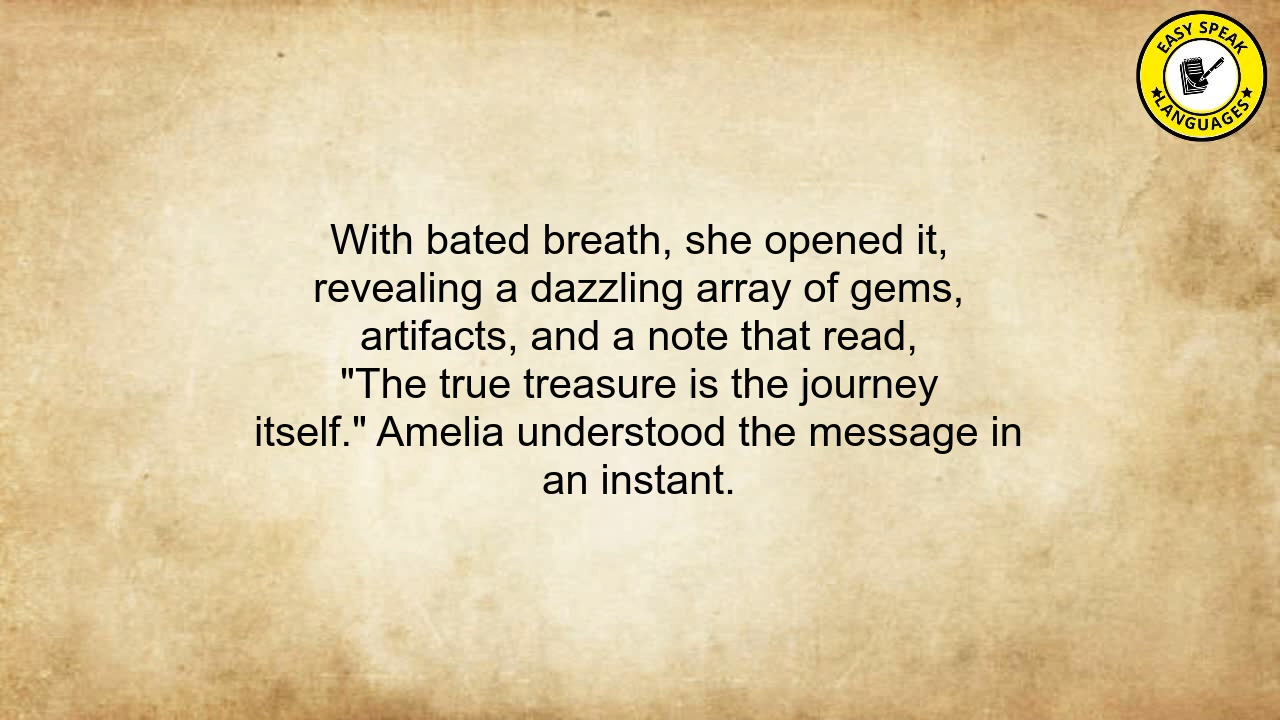 EASY SPEAK
LANGUAGES
With bated breath, she opened it,
revealing a dazzling array of gems,
artifacts, and a note that read,
"The true treasure is the journey
itself." Amelia understood the message in
an instant.